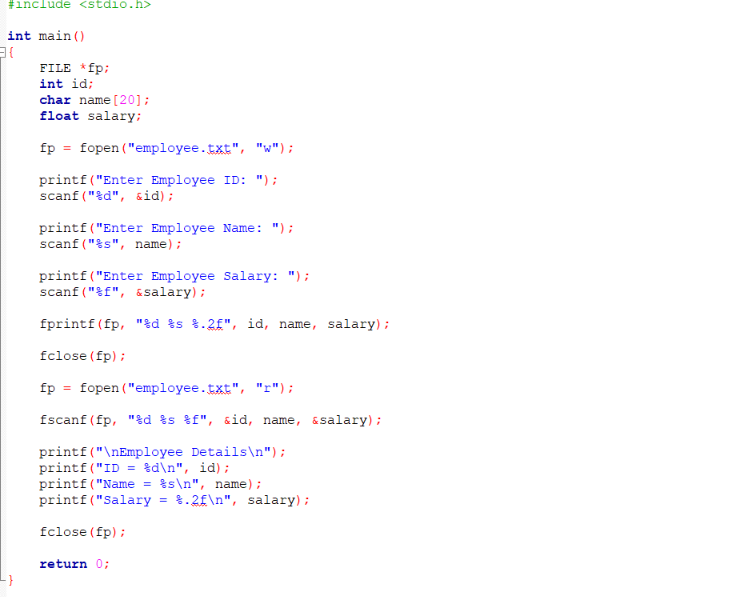 #include <stdio.h>
int main()
{
FILE *fp;
int id;
char name[20];
float salary;
fp = fopen("employee.txt", "w");
printf("Enter Employee ID: ");
scanf("%d", &id);
printf("Enter Employee Name: ");
scanf("%s", name);
printf("Enter Employee Salary: ");
scanf("%f", &salary);
fprintf(fp, "%d %s %.2f", id, name, salary);
fclose(fp);
fp = fopen("employee.txt", "r");
fscanf(fp, "%d %s %f", &id, name, &salary);
printf("\nEmployee Details\n");
printf("ID = %d\n", id);
printf("Name = %s\n", name);
printf("Salary = %.2f\n", salary);
fclose(fp);
return 0;
}